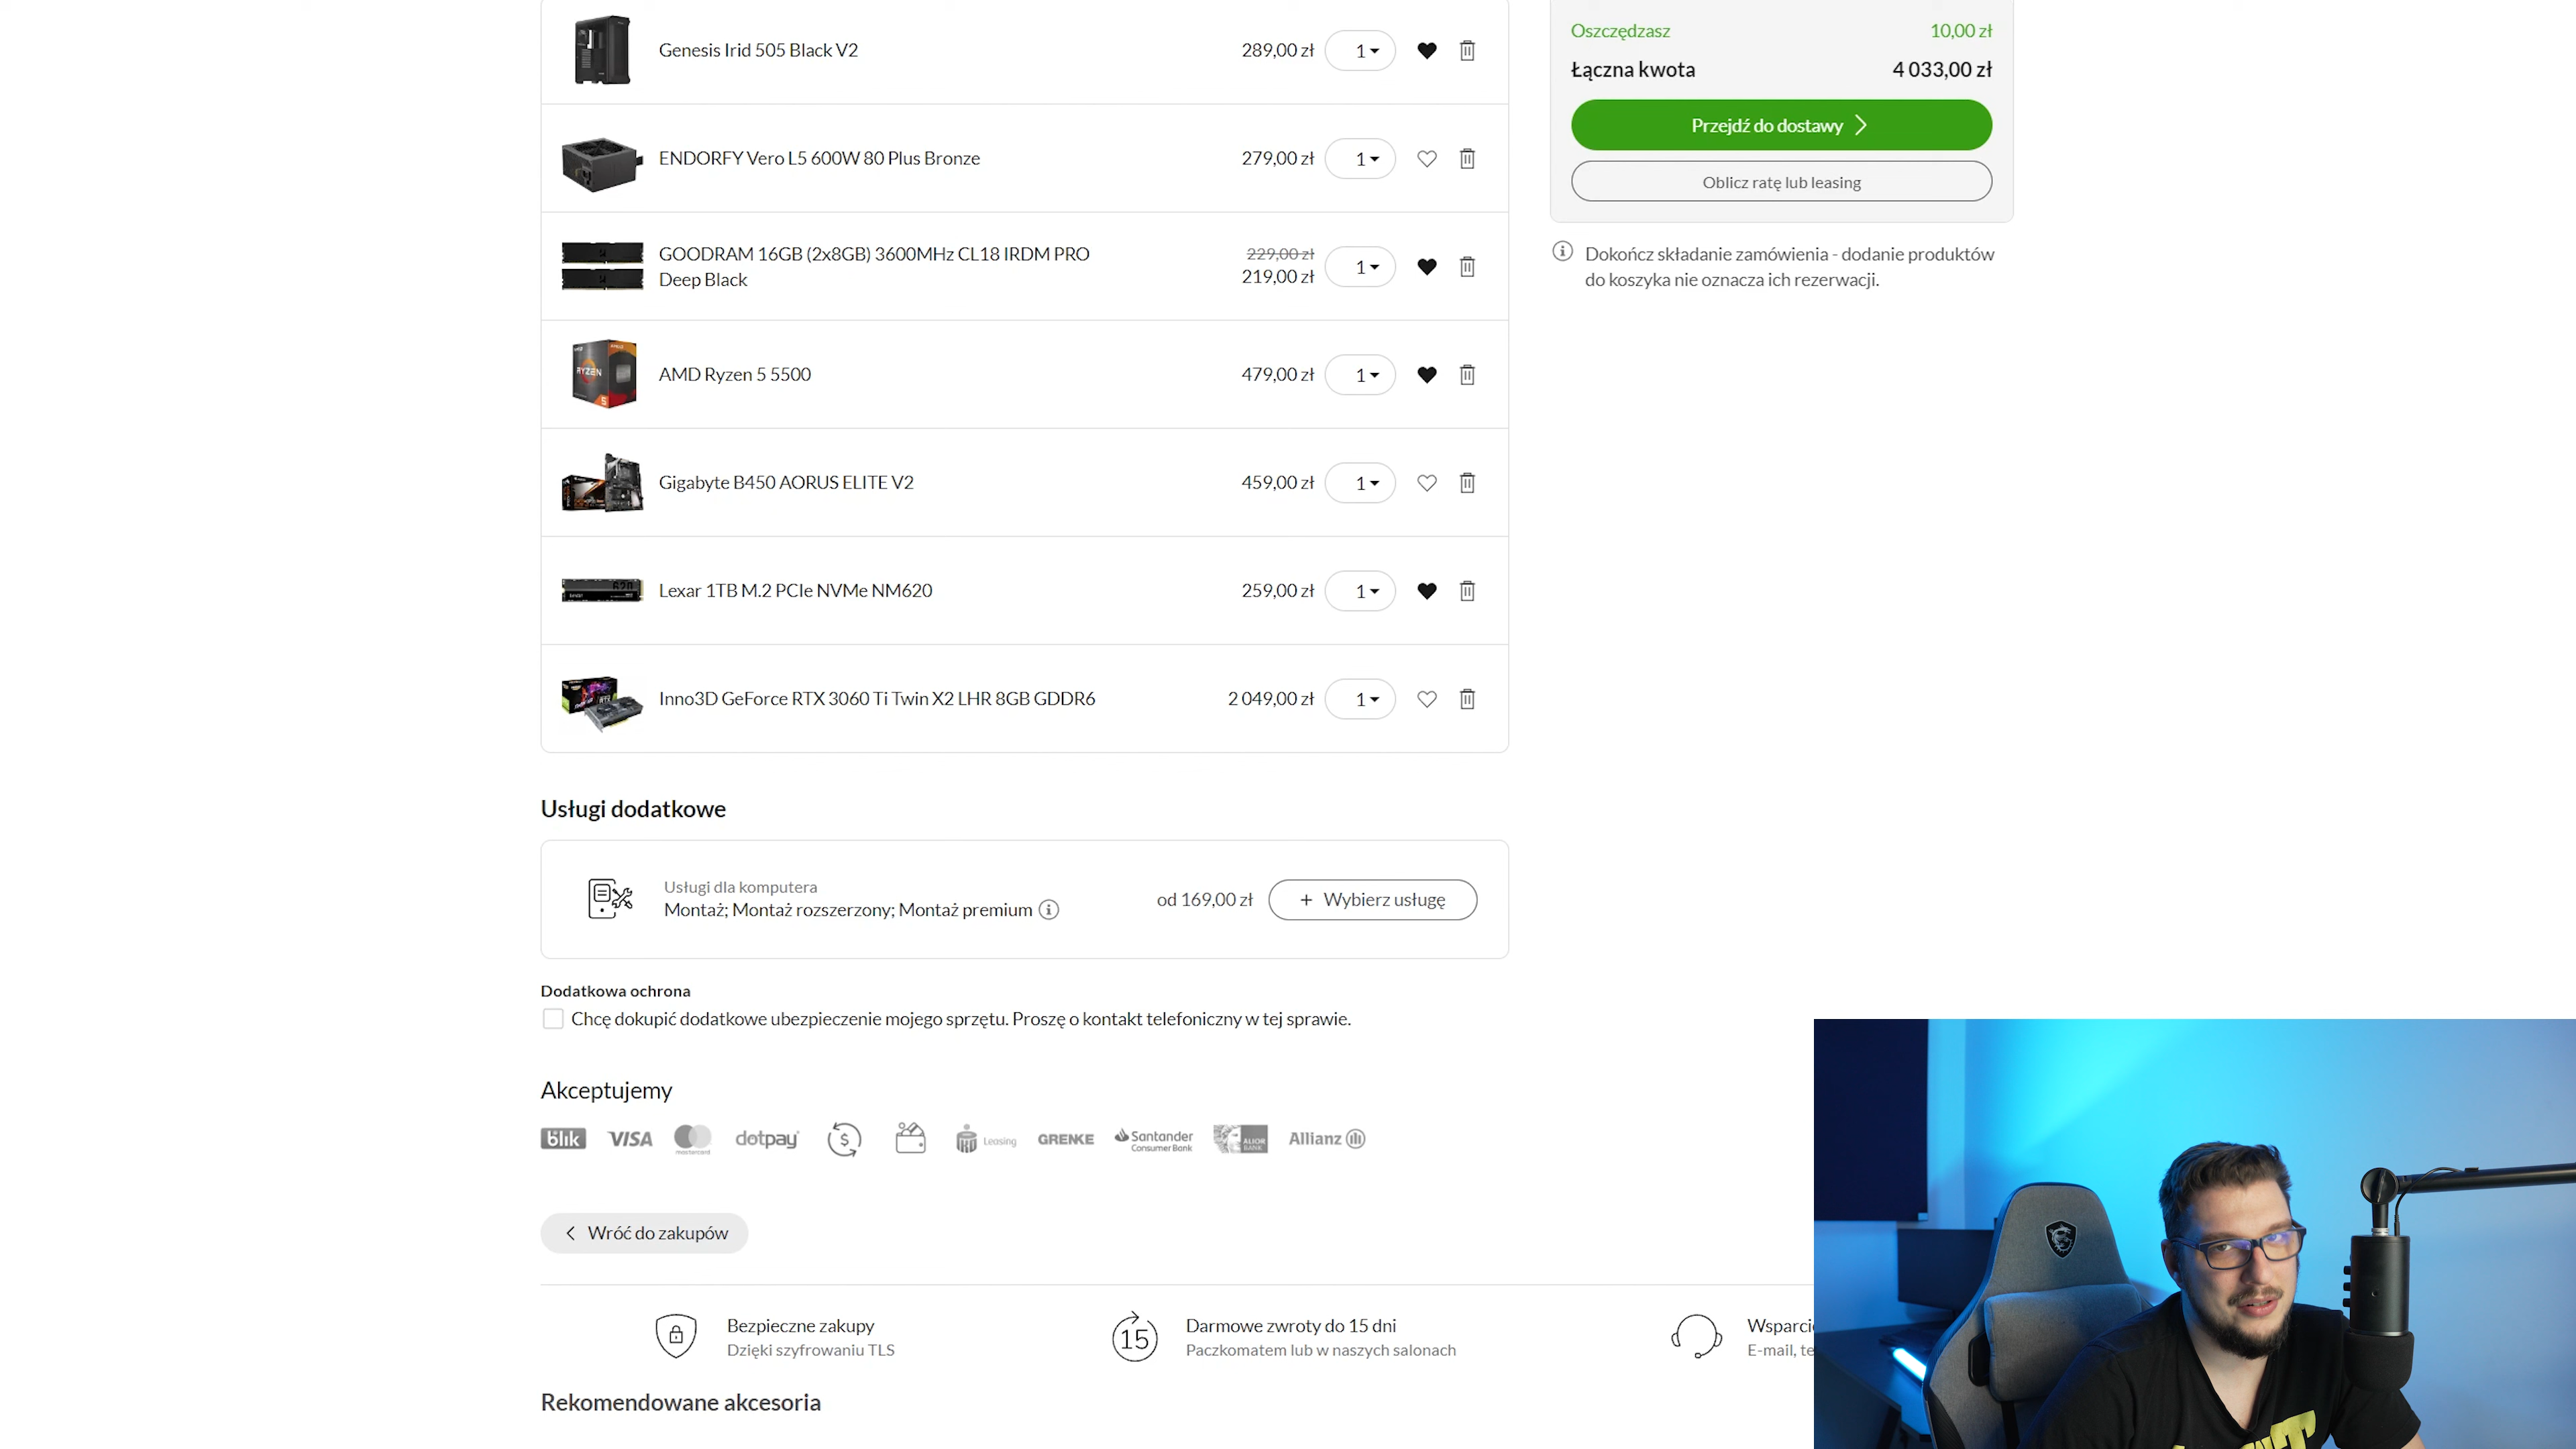 Genesis Irid 505 Black V2
289,00 zł
1
ENDORFY Vero L5 600W 80 Plus Bronze
279,00 zł
1
GOODRAM 16GB (2x8GB) 3600MHz CL18 IRDM PRO
Deep Black
229,00 zł
219,00 zł
1
AMD Ryzen 5 5500
479,00 zł
1
RYZEN
5
Gigabyte B450 AORUS ELITE V2
459,00 zł
1
Lexar 1TB M.2 PCIe NVMe NM620
259,00 zł
1
Inno3D GeForce RTX 3060 Ti Twin X2 LHR 8GB GDDR6
2 049,00 zł
1
Oszczędzasz
10,00 zł
Łączna kwota
4 033,00 zł
Przejdź do dostawy
Oblicz ratę lub leasing
Dokończ składanie zamówienia - dodanie produktów
do koszyka nie oznacza ich rezerwacji.
Usługi dodatkowe
Usługi dla komputera
Montaż; Montaż rozszerzony; Montaż premium
od 169,00 zł
+ Wybierz usługę
Dodatkowa ochrona
Chcę dokupić dodatkowe ubezpieczenie mojego sprzętu. Proszę o kontakt telefoniczny w tej sprawie.
Akceptujemy
blik
VISA
mastercard
dotpay
$
Leasing
GRENKE
Santander
Consumer Bank
ALIOR
BANK
Allianz
Wróć do zakupów
Bezpieczne zakupy
Dzięki szyfrowaniu TLS
15
Darmowe zwroty do 15 dni
Paczkomatem lub w naszych salonach
Wsparci
E-mail, te
Rekomendowane akcesoria